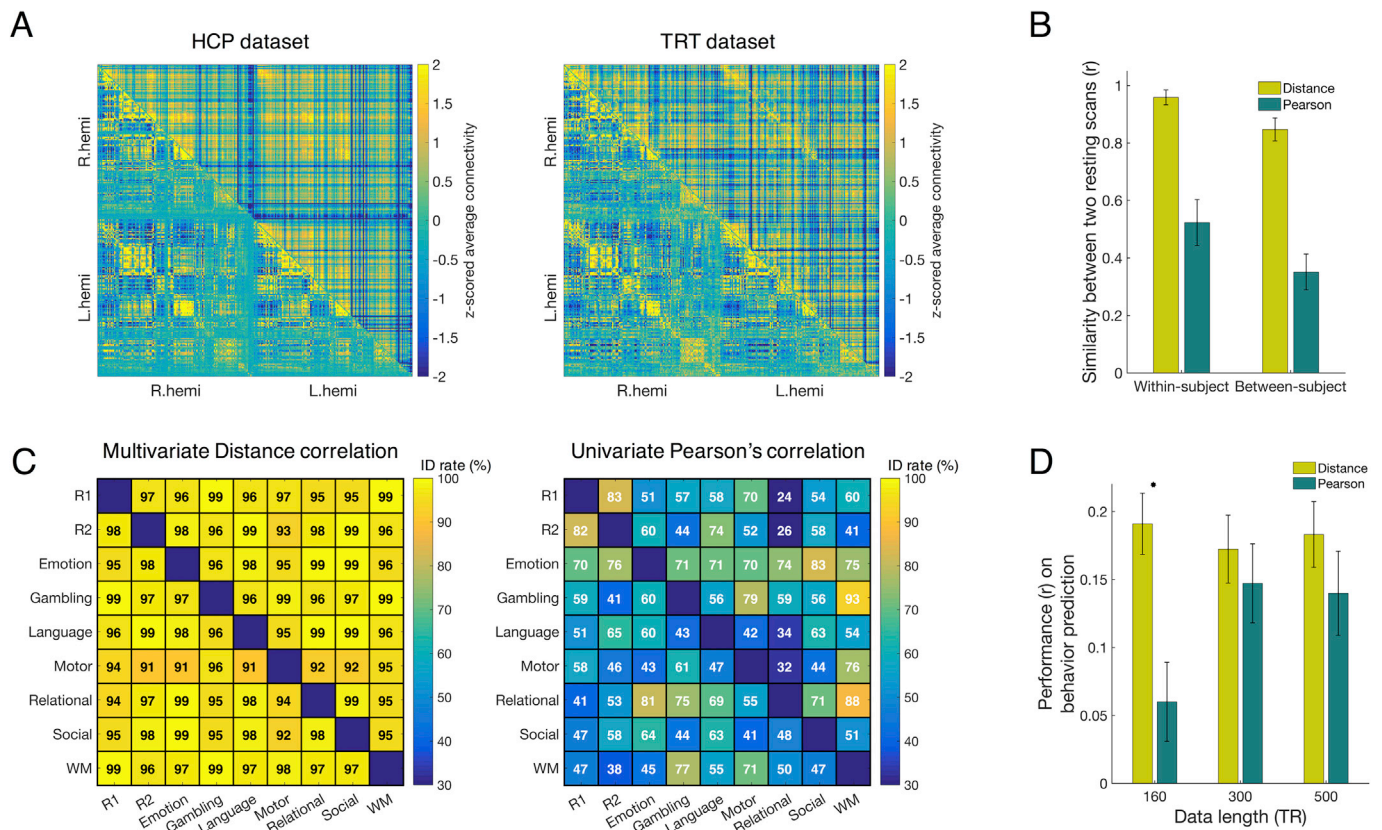 A
HCP dataset
R.hemi
L.hemi
R.hemi
L.hemi
2
1.5
1
0.5
0
-0.5
-1
-1.5
-2
z-scored average connectivity
TRT dataset
R.hemi
L.hemi
R.hemi
L.hemi
2
1.5
1
0.5
0
-0.5
-1
-1.5
-2
z-scored average connectivity
B
Similarity between two resting scans (r)
1
0.8
0.6
0.4
0.2
0
Distance
Pearson
Within-subject Between-subject
C
Multivariate Distance correlation
ID rate (%)
R1 97 96 99 96 97 95 95 99
R2 98 98 96 99 93 98 99 96
Emotion 95 98 96 98 95 99 99 97
Gambling 99 97 97 96 99 96 97 99
Language 96 99 98 96 95 99 99 96
Motor 94 91 91 96 91 92 92 95
Relational 94 97 99 95 98 94 99 95
Social 95 98 99 95 98 92 98 95
WM 99 96 97 99 97 98 97 97
R1 R2 Emotion Gambling Language Motor Relational Social WM
100
90
80
70
60
50
40
30
Univariate Pearson's correlation
ID rate (%)
R1 83 51 57 58 70 24 54 60
R2 82 60 44 74 52 26 58 41
Emotion 70 76 71 71 70 74 83 75
Gambling 59 41 60 56 79 59 56 93
Language 51 65 60 43 42 34 63 54
Motor 58 46 43 61 47 32 44 76
Relational 41 53 81 75 69 55 71 88
Social 47 58 64 44 63 41 48 51
WM 47 38 45 77 55 71 50 47
R1 R2 Emotion Gambling Language Motor Relational Social WM
100
90
80
70
60
50
40
30
D
Distance
Pearson
Performance (r) on
behavior prediction
0.2
0.15
0.1
0.05
0
*
160 300 500
Data length (TR)